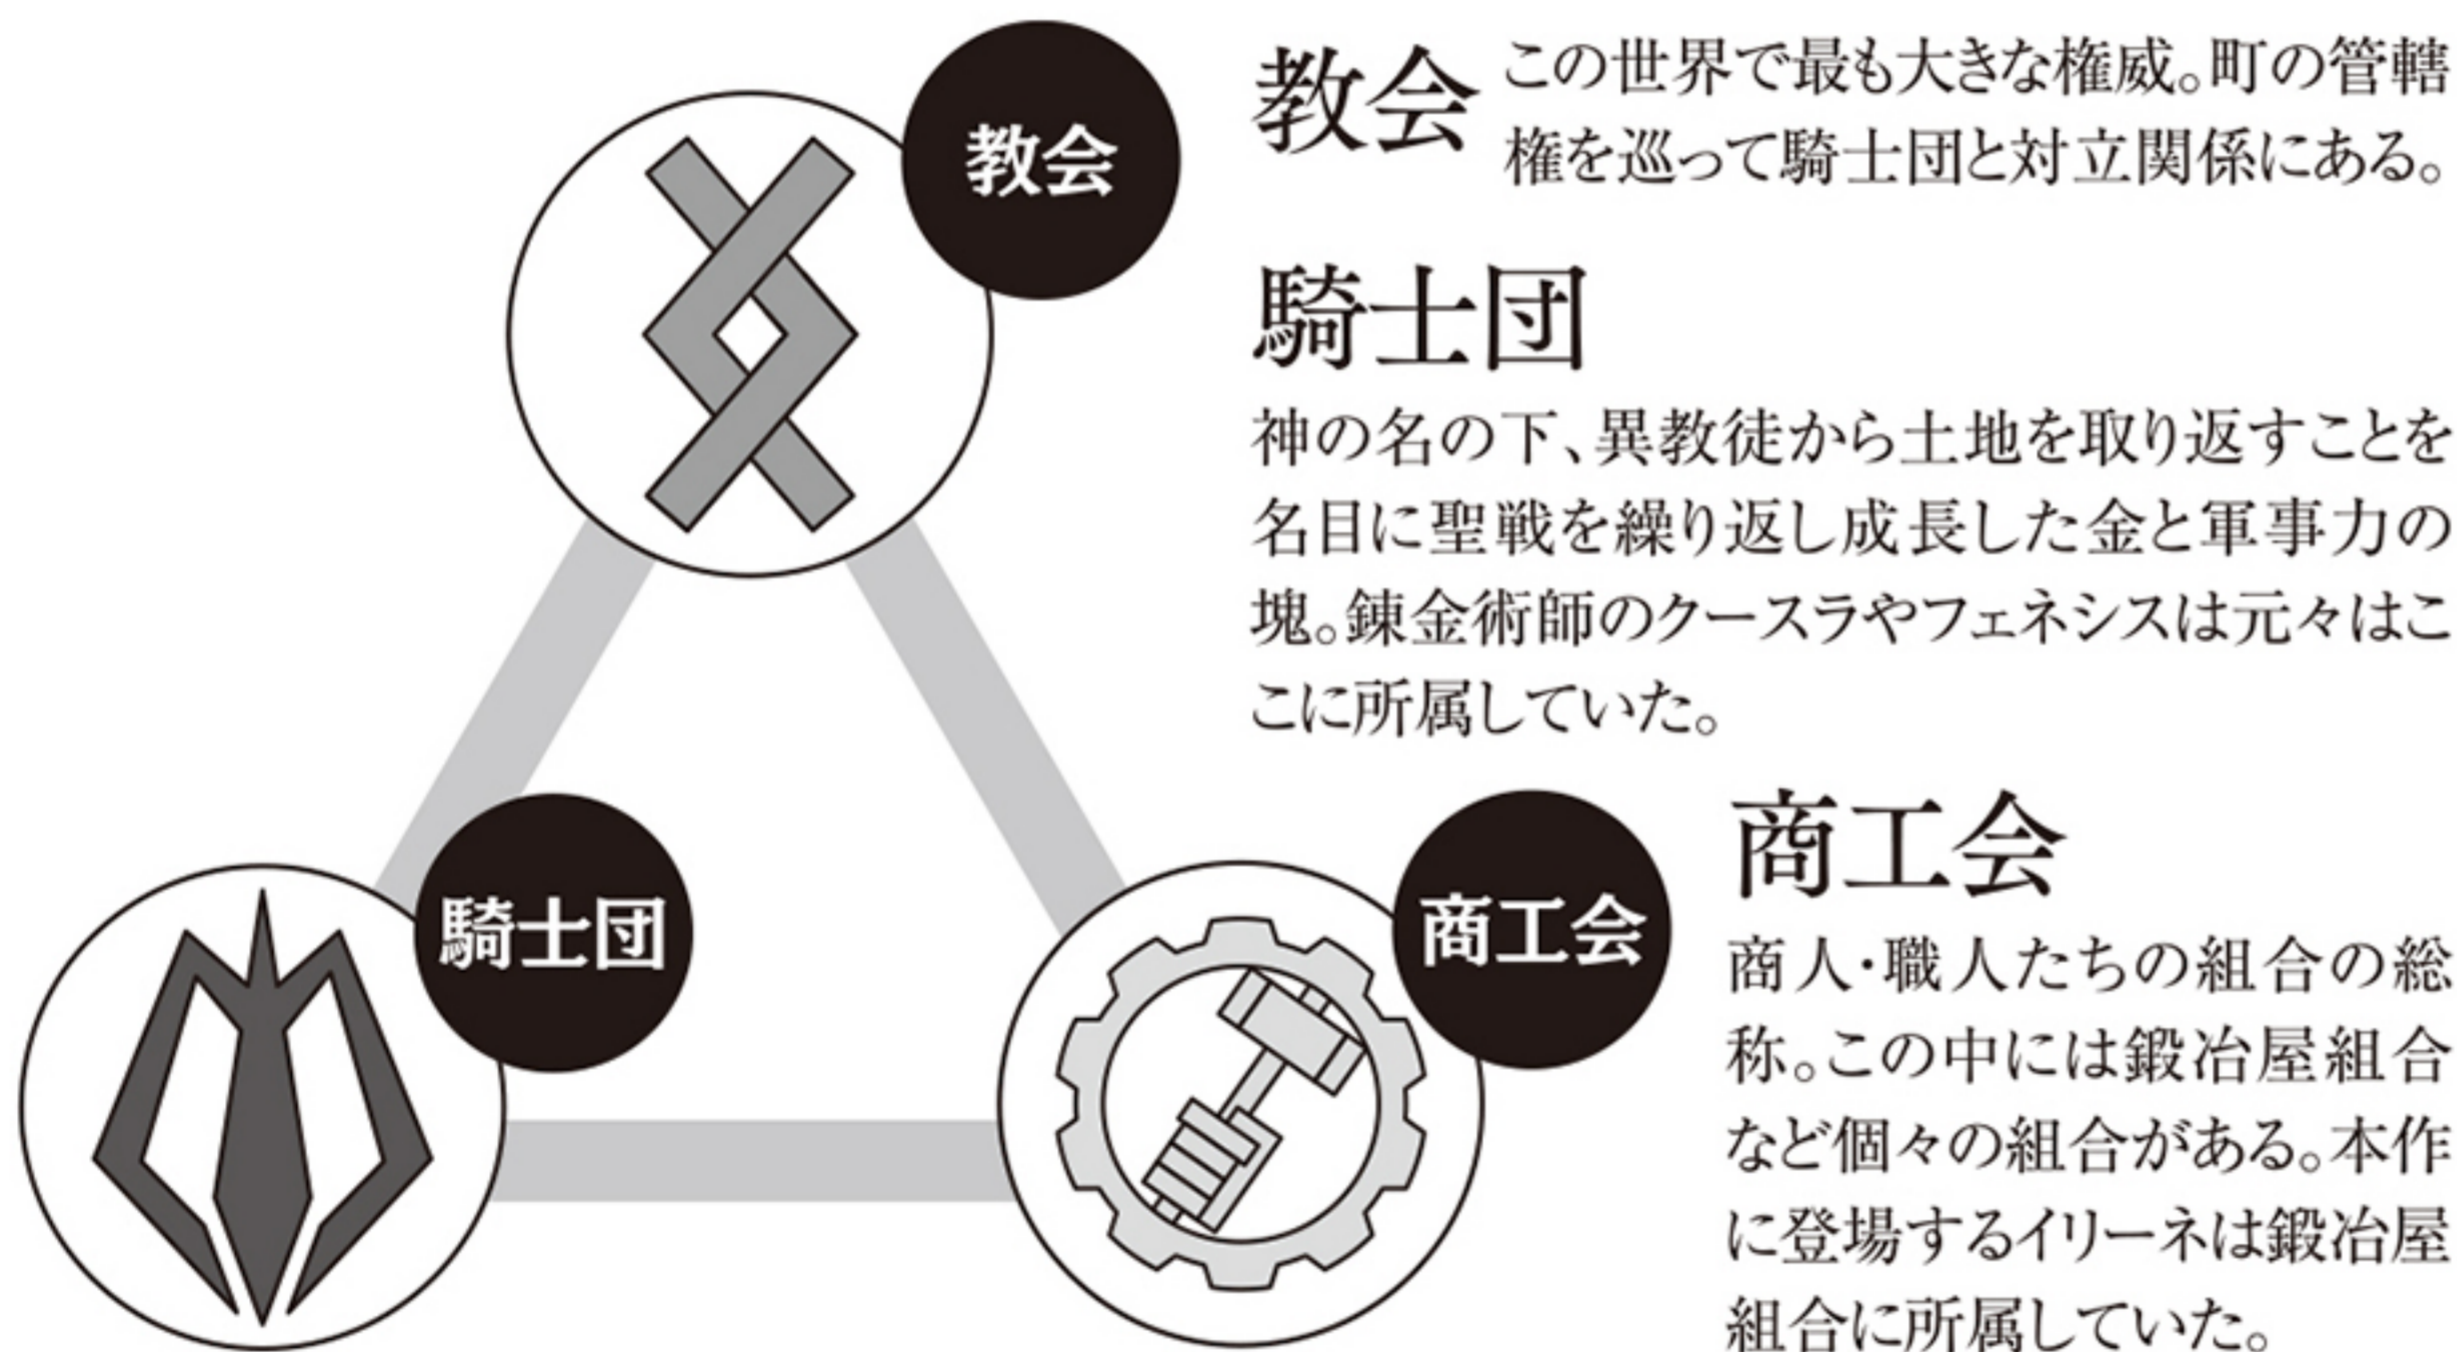 教会
教会
この世界で最も大きな権威。町の管轄
権を巡って騎士団と対立関係にある。
騎士団
神の名の下、異教徒から土地を取り返すことを
名目に聖戦を繰り返し成長した金と軍事力の
塊。錬金術師のクースラやフェネシスは元々はこ
こに所属していた。
騎士団
商工会
商工会
商人・職人たちの組合の総
称。この中には鍛冶屋組合
など個々の組合がある。本作
に登場するイリーネは鍛冶屋
組合に所属していた。